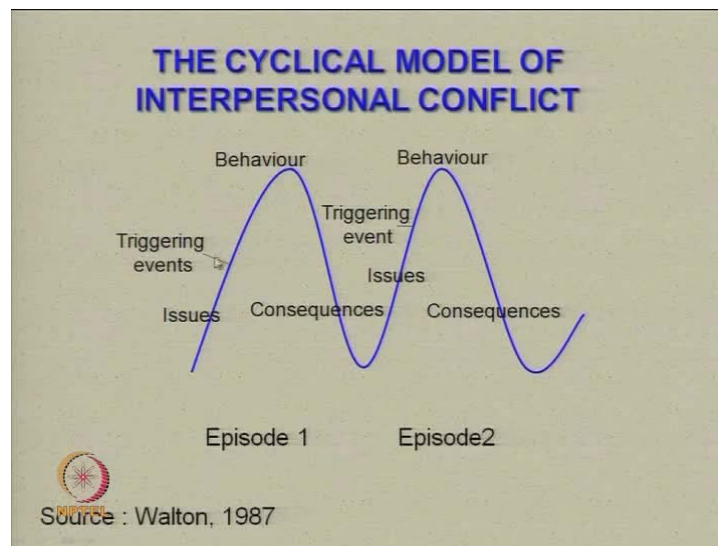 THE CYCLICAL MODEL OF
INTERPERSONAL CONFLICT
Behaviour
Behaviour
Triggering
event
Triggering
events
Issues
Issues
Consequences
Consequences
Episode 1
Episode2
NPTEL
Source : Walton, 1987